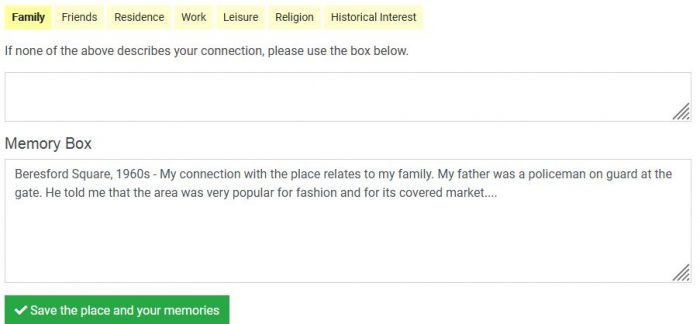 Family Friends Residence Work Leisure Religion Historical Interest
If none of the above describes your connection, please use the box below.
Memory Box
Beresford Square, 1960s - My connection with the place relates to my family. My father was a policeman on guard at the
gate. He told me that the area was very popular for fashion and for its covered market....
Save the place and your memories